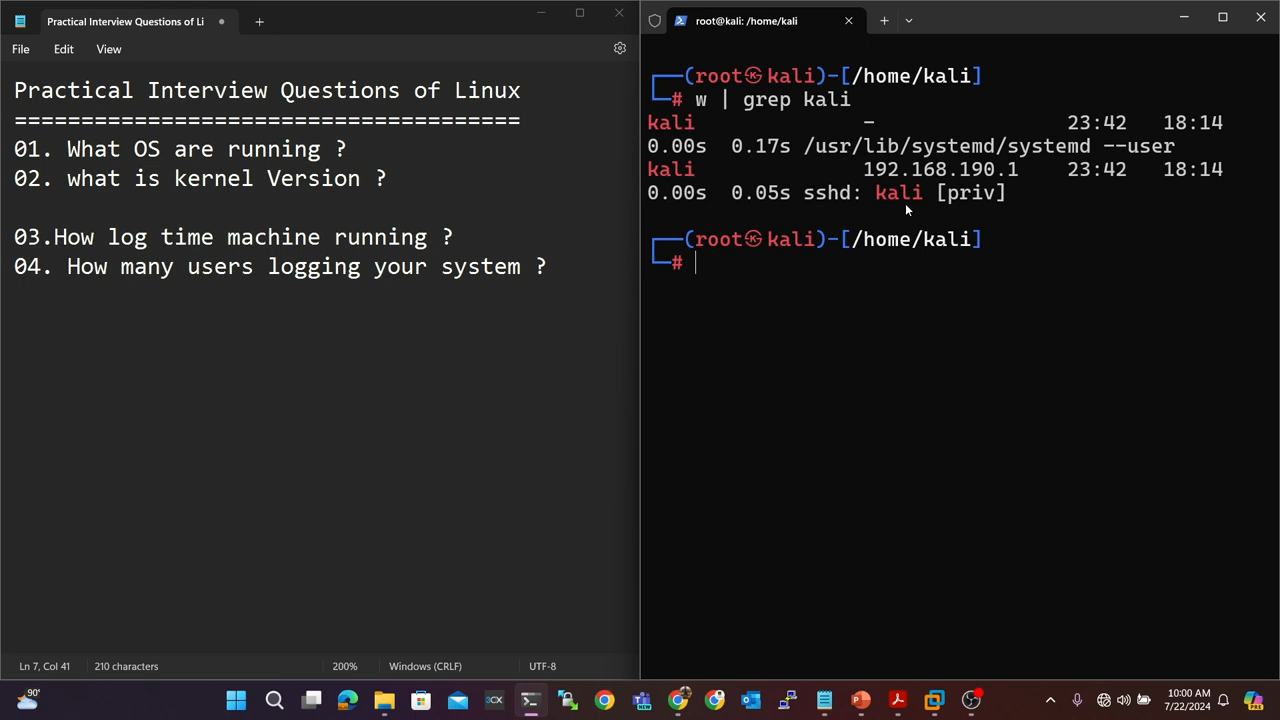 Practical Interview Questions of Li
File Edit View
Practical Interview Questions of Linux
======================================
01. What OS are running ?
02. what is kernel Version ?
03.How log time machine running ?
04. How many users logging your system ?
Ln 7, Col 41 210 characters 200% Windows (CRLF) UTF-8
root@kali: /home/kali
┌──(root㉿kali)-[/home/kali]
└─# w | grep kali
kali - 23:42 18:14
0.00s 0.17s /usr/lib/systemd/systemd --user
kali 192.168.190.1 23:42 18:14
0.00s 0.05s sshd: kali [priv]
┌──(root㉿kali)-[/home/kali]
└─#
90°
10:00 AM
7/22/2024